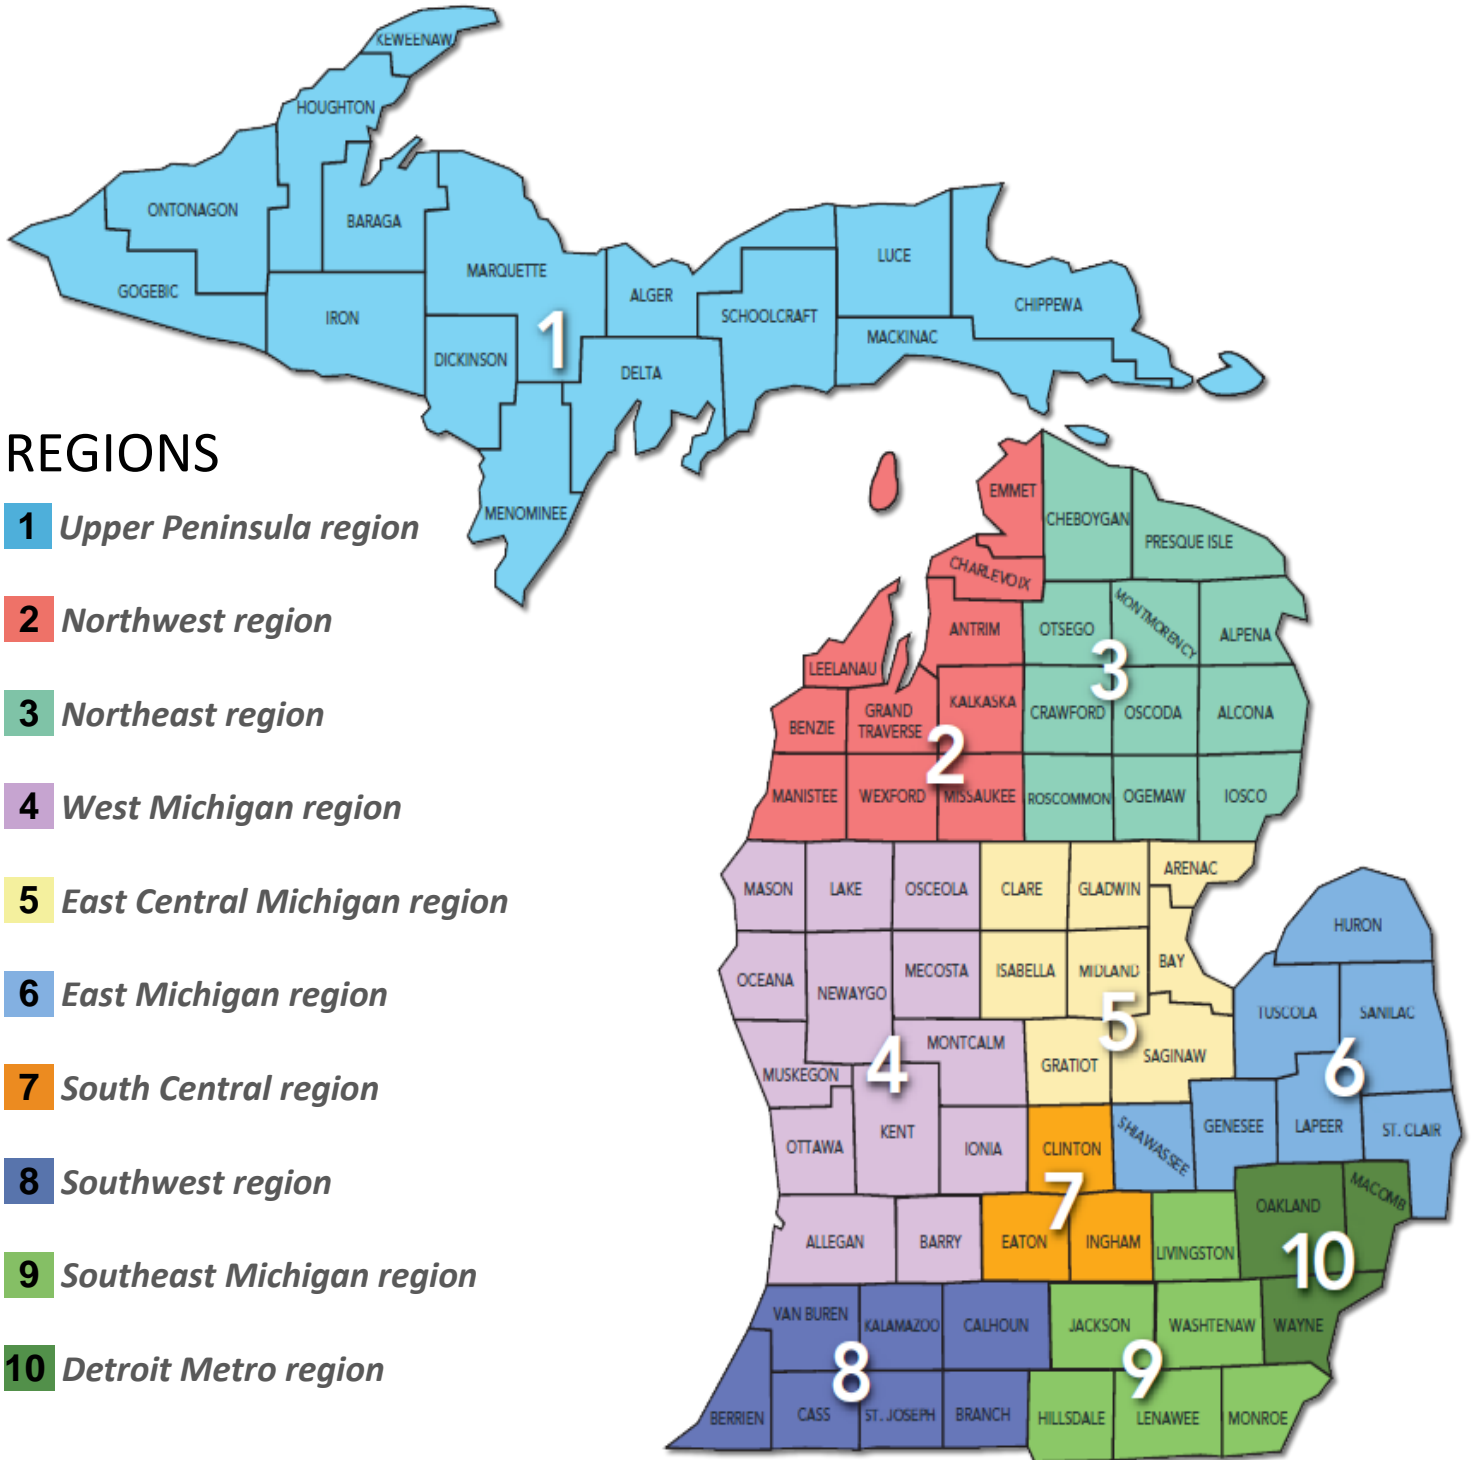 KEWEENAW
HOUGHTON
ONTONAGON
BARAGA
GOGEBIC
MARQUETTE
IRON
ALGER
LUCE
SCHOOLCRAFT
CHIPPEWA
MACKINAC
DICKINSON
1
DELTA
MENOMINEE
REGIONS
1 Upper Peninsula region
2 Northwest region
3 Northeast region
4 West Michigan region
5 East Central Michigan region
6 East Michigan region
7 South Central region
8 Southwest region
9 Southeast Michigan region
10 Detroit Metro region
EMMET
CHEBOYGAN
PRESQUE ISLE
CHARLEVOIX
ANTRIM
OTSEGO
MONTMORENCY
ALPENA
LEELANAU
3
BENZIE
GRAND
TRAVERSE
KALKASKA
CRAWFORD
OSCODA
ALCONA
2
MANISTEE
WEXFORD
MISSAUKEE
ROSCOMMON
OGEMAW
IOSCO
MASON
LAKE
OSCEOLA
CLARE
GLADWIN
ARENAC
HURON
OCEANA
NEWAYGO
MECOSTA
ISABELLA
MIDLAND
BAY
5
TUSCOLA
SANILAC
MUSKEGON
4
MONTCALM
GRATIOT
SAGINAW
6
OTTAWA
KENT
IONIA
CLINTON
SHIAWASSEE
GENESEE
LAPEER
ST. CLAIR
7
ALLEGAN
BARRY
EATON
INGHAM
LIVINGSTON
OAKLAND
MACOMB
10
VAN BUREN
KALAMAZOO
CALHOUN
JACKSON
WASHTENAW
WAYNE
8
9
BERRIEN
CASS
ST. JOSEPH
BRANCH
HILLSDALE
LENAWEE
MONROE